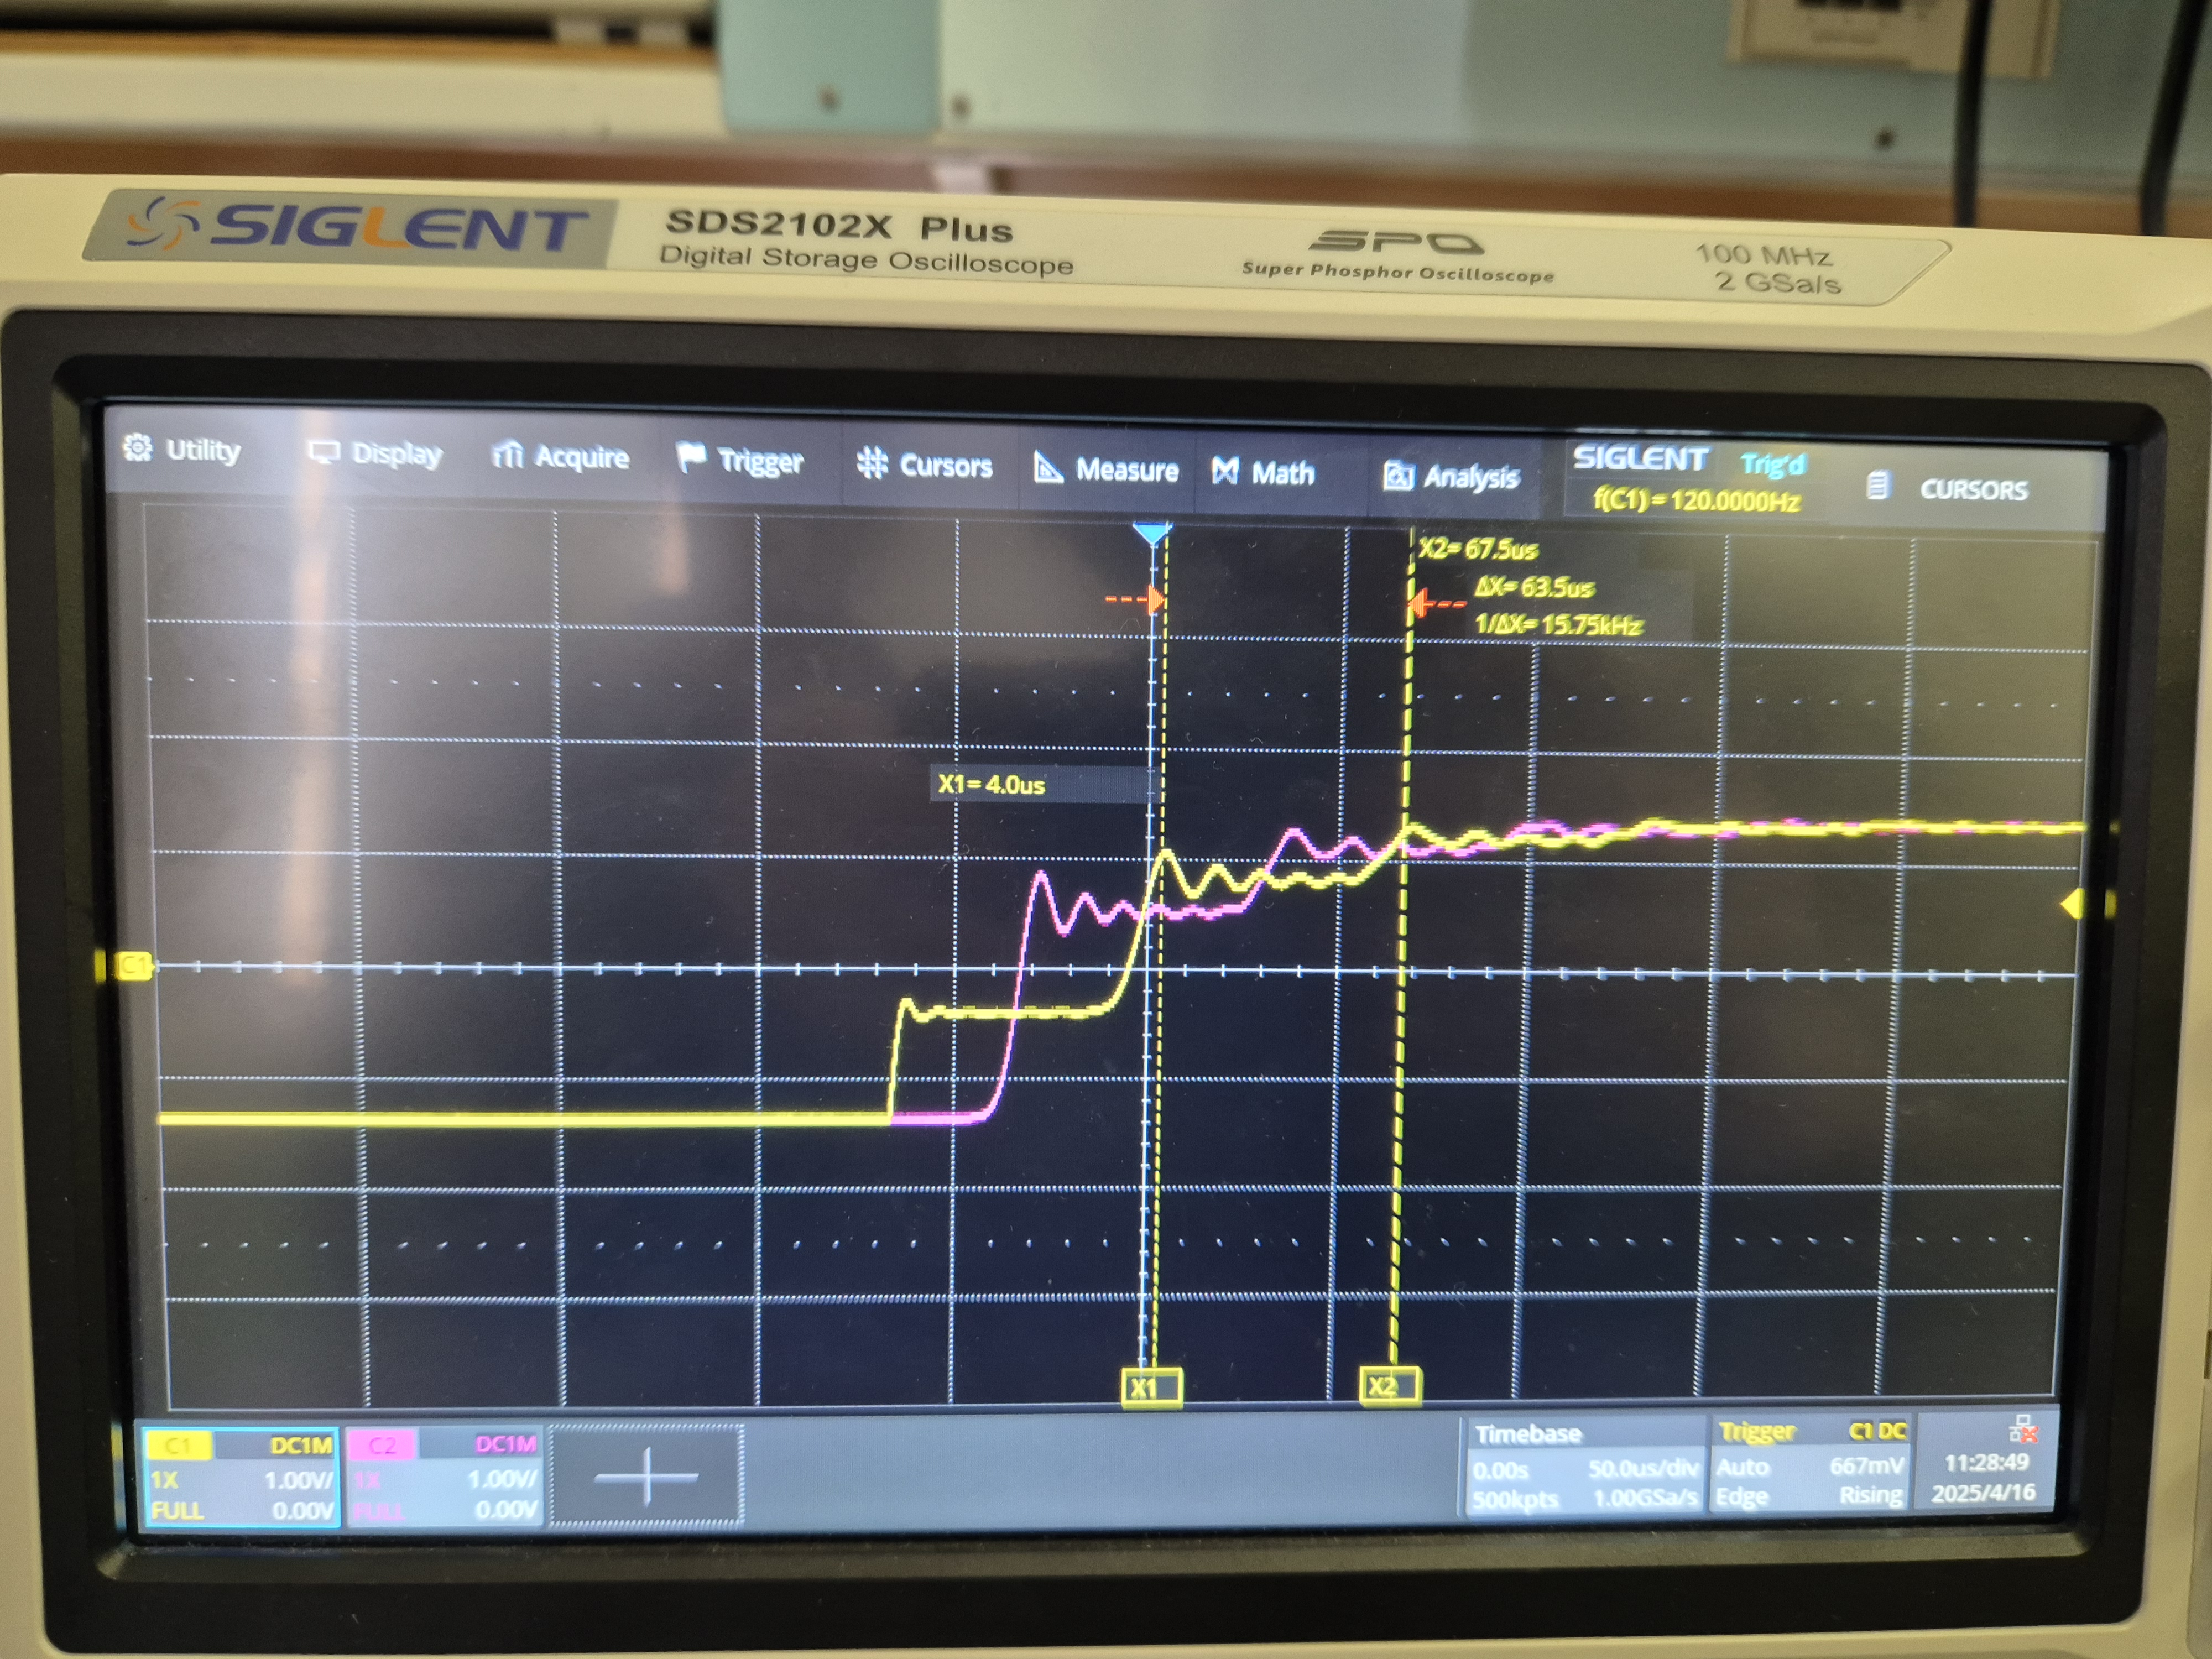 SIGLENT
SDS2102X Plus
Digital Storage Oscilloscope
SPO
Super Phosphor Oscilloscope
100 MHz
2 GSa/s
Utility
Display
Acquire
Trigger
Cursors
Measure
Math
Analysis
SIGLENT Trig'd
f(C1)=120.0000Hz
CURSORS
X2= 67.5us
ΔX= 63.5us
1/ΔX= 15.75kHz
X1= 4.0us
C1
X1
X2
C1 DC1M
1X 1.00V/
FULL 0.00V
C2 DC1M
1X 1.00V/
FULL 0.00V
Timebase
0.00s 50.0us/div
500kpts 1.00GSa/s
Trigger C1 DC
Auto 667mV
Edge Rising
11:28:49
2025/4/16